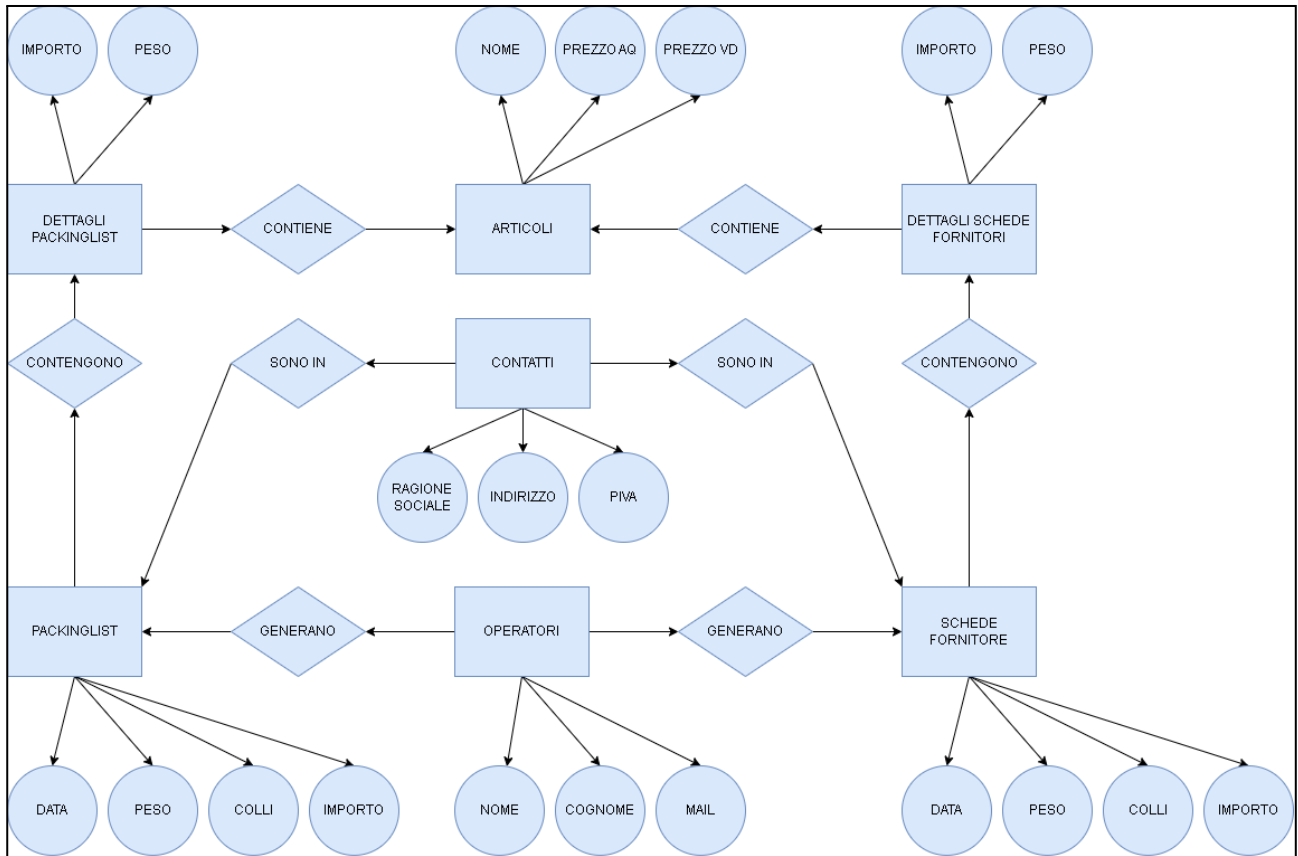 IMPORTO
PESO
NOME
PREZZO AQ
PREZZO VD
IMPORTO
PESO
DETTAGLI
PACKINGLIST
CONTIENE
ARTICOLI
CONTIENE
DETTAGLI SCHEDE
FORNITORI
CONTENGONO
SONO IN
CONTATTI
SONO IN
CONTENGONO
RAGIONE
SOCIALE
INDIRIZZO
PIVA
PACKINGLIST
GENERANO
OPERATORI
GENERANO
SCHEDE
FORNITORE
DATA
PESO
COLLI
IMPORTO
NOME
COGNOME
MAIL
DATA
PESO
COLLI
IMPORTO